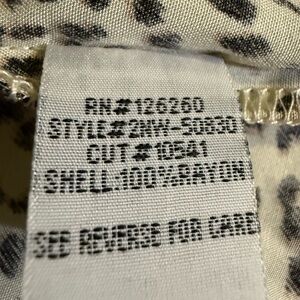 RN#126260
STYLE#2NW-50830
CUT#10541
SHELL:100%RAYON
SEE REVERSE FOR CARE